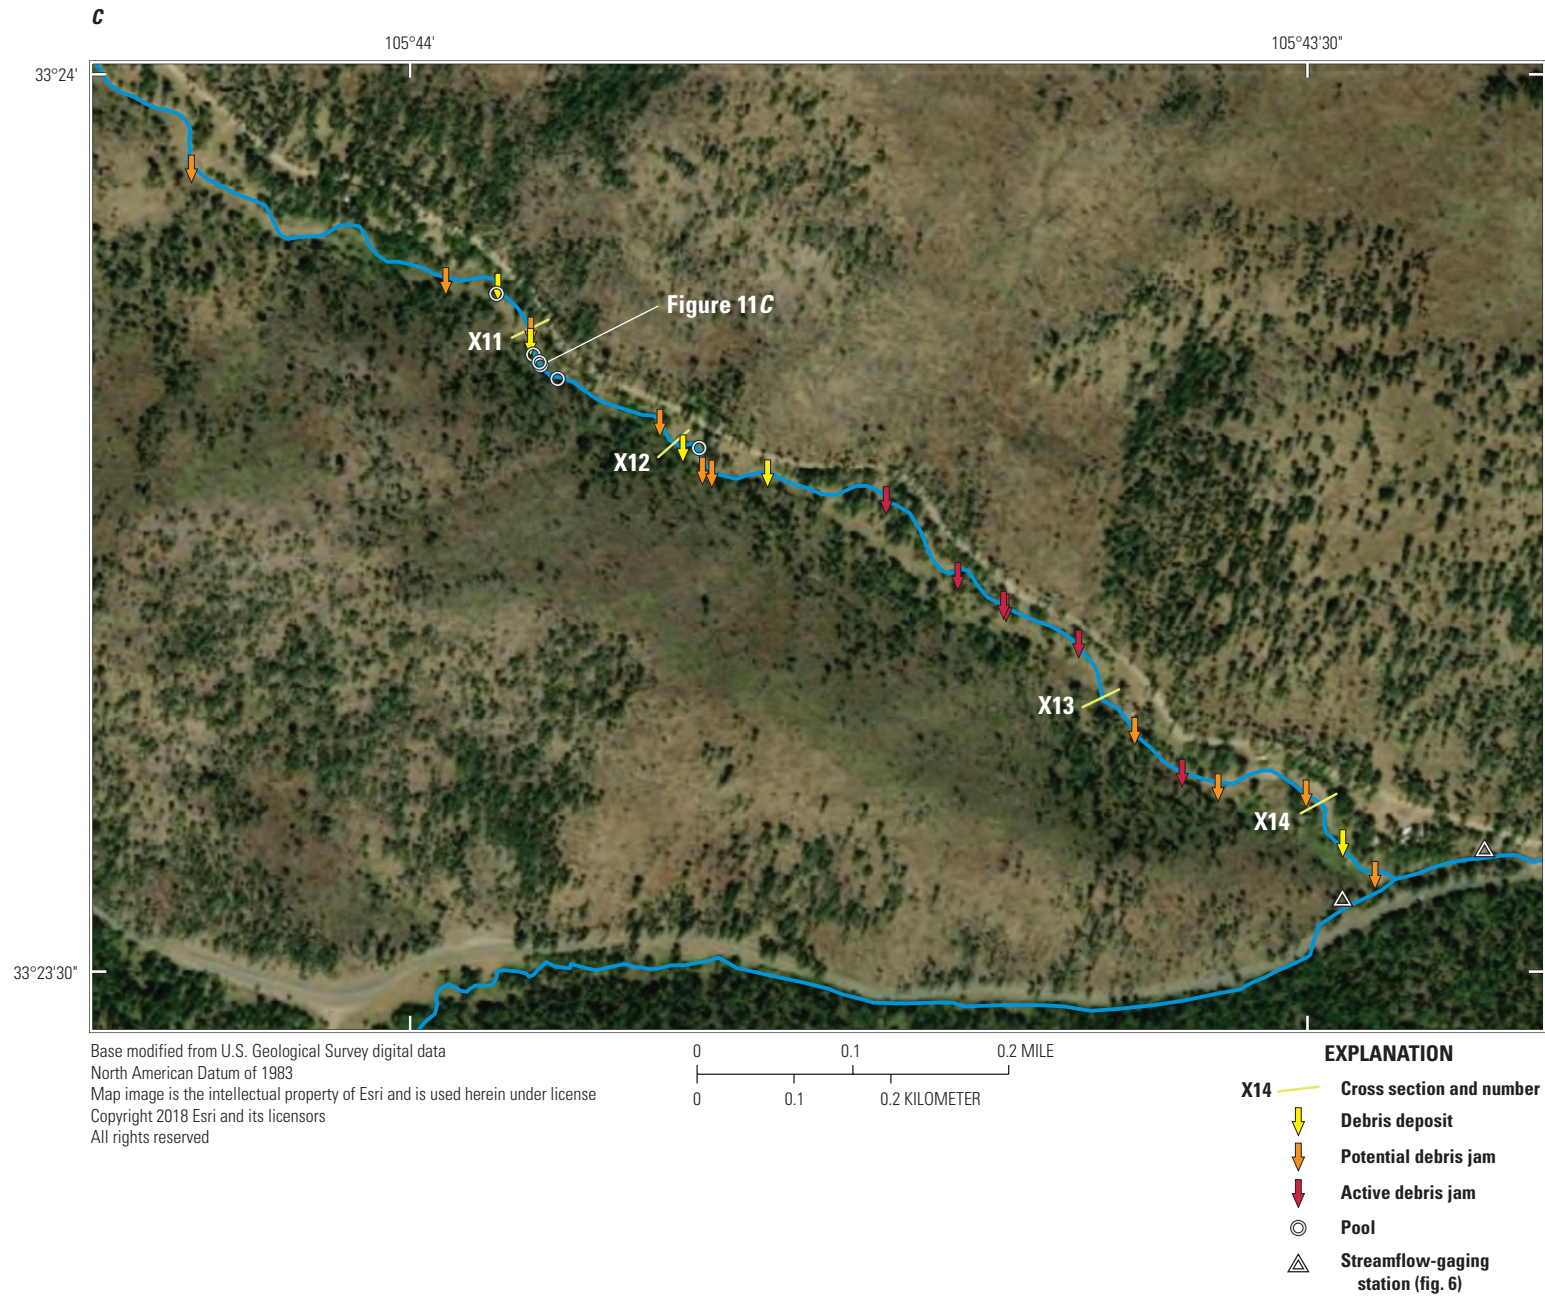 C
105°44'
105°43'30"
33°24'
Figure 11C
X11
X12
X13
X14
33°23'30"
Base modified from U.S. Geological Survey digital data
North American Datum of 1983
Map image is the intellectual property of Esri and is used herein under license
Copyright 2018 Esri and its licensors
All rights reserved
0 0.1 0.2 MILE
0 0.1 0.2 KILOMETER
EXPLANATION
X14 Cross section and number
Debris deposit
Potential debris jam
Active debris jam
Pool
Streamflow-gaging
station (fig. 6)